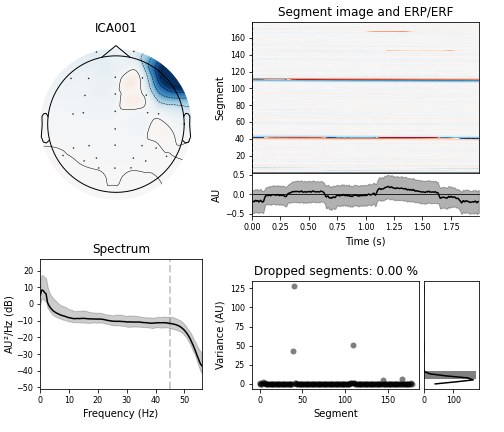 ICA001
Segment image and ERP/ERF
Segment
160
140
120
100
80
60
40
20
AU
0.5
0.0
−0.5
0.00 0.25 0.50 0.75 1.00 1.25 1.50 1.75
Time (s)
Spectrum
AU²/Hz (dB)
20
10
0
−10
−20
−30
−40
−50
0 10 20 30 40 50
Frequency (Hz)
Dropped segments: 0.00 %
Variance (AU)
125
100
75
50
25
0
0 50 100 150
Segment
0 100